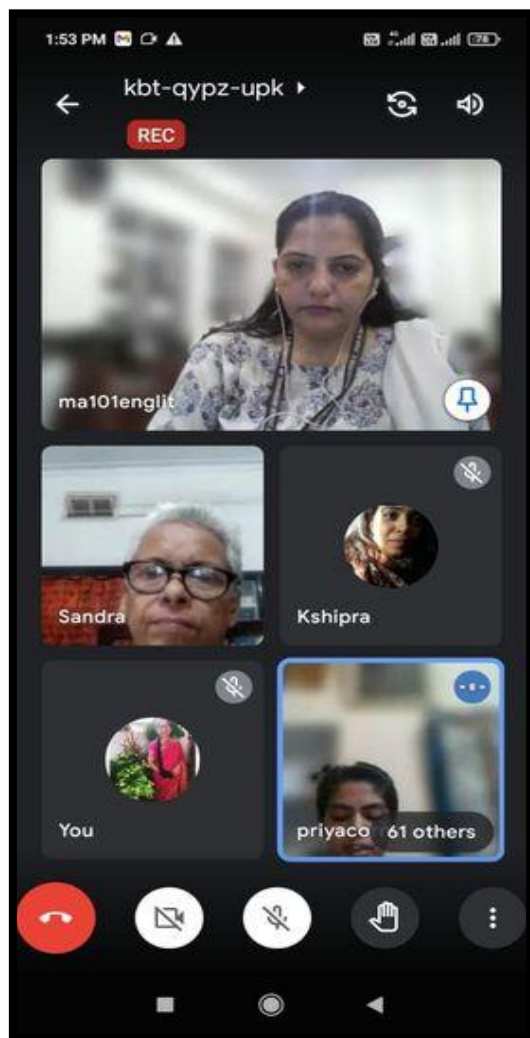 1:53 PM
78
kbt-qypz-upk
REC
ma101englit
Sandra
Kshipra
You
priyaco 61 others